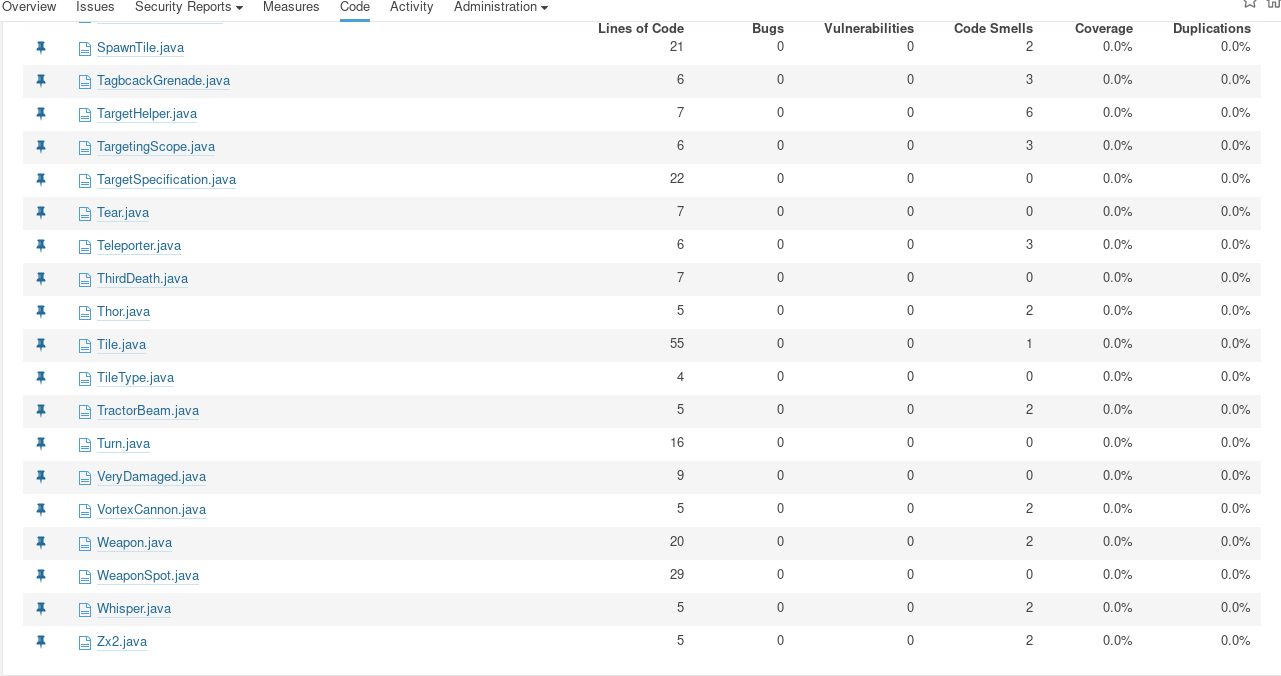 Overview Issues Security Reports Measures Code Activity Administration
Lines of Code Bugs Vulnerabilities Code Smells Coverage Duplications
SpawnTile.java 21 0 0 2 0.0% 0.0%
TagbcackGrenade.java 6 0 0 3 0.0% 0.0%
TargetHelper.java 7 0 0 6 0.0% 0.0%
TargetingScope.java 6 0 0 3 0.0% 0.0%
TargetSpecification.java 22 0 0 0 0.0% 0.0%
Tear.java 7 0 0 0 0.0% 0.0%
Teleporter.java 6 0 0 3 0.0% 0.0%
ThirdDeath.java 7 0 0 0 0.0% 0.0%
Thor.java 5 0 0 2 0.0% 0.0%
Tile.java 55 0 0 1 0.0% 0.0%
TileType.java 4 0 0 0 0.0% 0.0%
TractorBeam.java 5 0 0 2 0.0% 0.0%
Turn.java 16 0 0 0 0.0% 0.0%
VeryDamaged.java 9 0 0 0 0.0% 0.0%
VortexCannon.java 5 0 0 2 0.0% 0.0%
Weapon.java 20 0 0 2 0.0% 0.0%
WeaponSpot.java 29 0 0 0 0.0% 0.0%
Whisper.java 5 0 0 2 0.0% 0.0%
Zx2.java 5 0 0 2 0.0% 0.0%